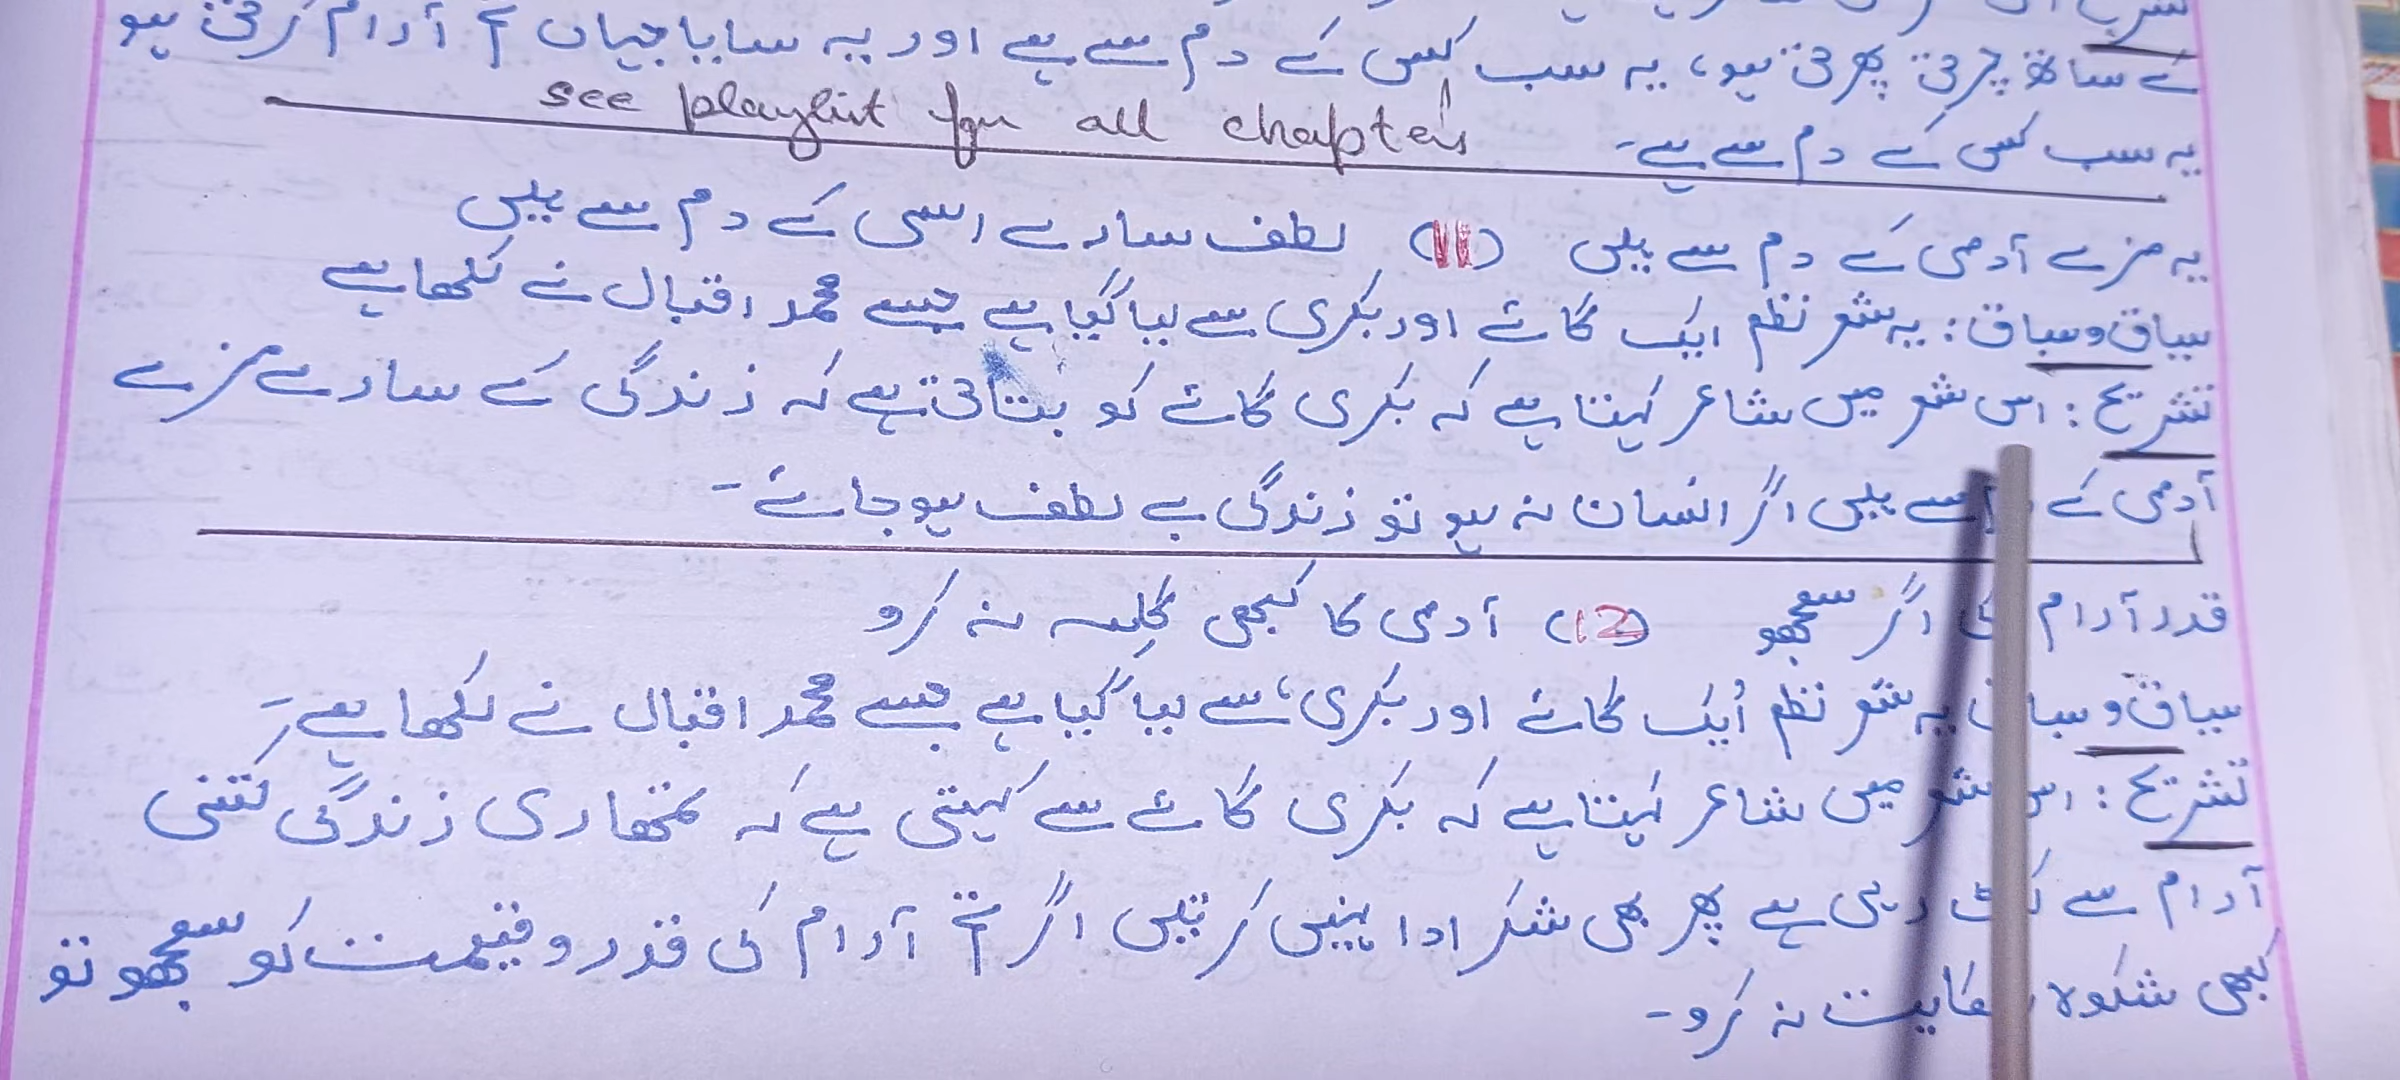 کے ساتھ چرتی پھرتی ہو، یہ سب کس کے دم سے ہے اور یہ سایا جہاں تم آرام کرتی ہو
see playlist for all chapters
یہ سب کس کے دم سے ہے۔
یہ مزے آدمی کے دم سے ہیں (11) لطف سارے اسی کے دم سے ہیں
سیاق و سباق: یہ شعر نظم ایک گائے اور بکری سے لیا گیا ہے جسے محمد اقبال نے لکھا ہے
تشریح: اس شعر میں شاعر کہتا ہے کہ بکری گائے کو بتاتی ہے کہ زندگی کے سارے مزے
آدمی کے سے ہیں اگر انسان نہ ہو تو زندگی بے لطف ہو جائے۔
قدر آرام کی اگر سمجھو (12) آدمی کا کبھی گلہ نہ کرو
سیاق و سباق یہ شعر نظم ایک گائے اور بکری، سے لیا گیا ہے جسے محمد اقبال نے لکھا ہے۔
تشریح: اس شعر میں شاعر کہتا ہے کہ بکری گائے سے کہتی ہے کہ تمھاری زندگی کتنی
آرام سے کٹ رہی ہے پھر بھی شکر ادا نہیں کرتیں اگر تم آرام کی قدر و قیمت کو سمجھو تو
کبھی شکوہ شکایت نہ کرو۔